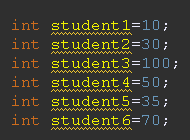 int student1=10;
int student2=30;
int student3=100;
int student4=50;
int student5=35;
int student6=70;